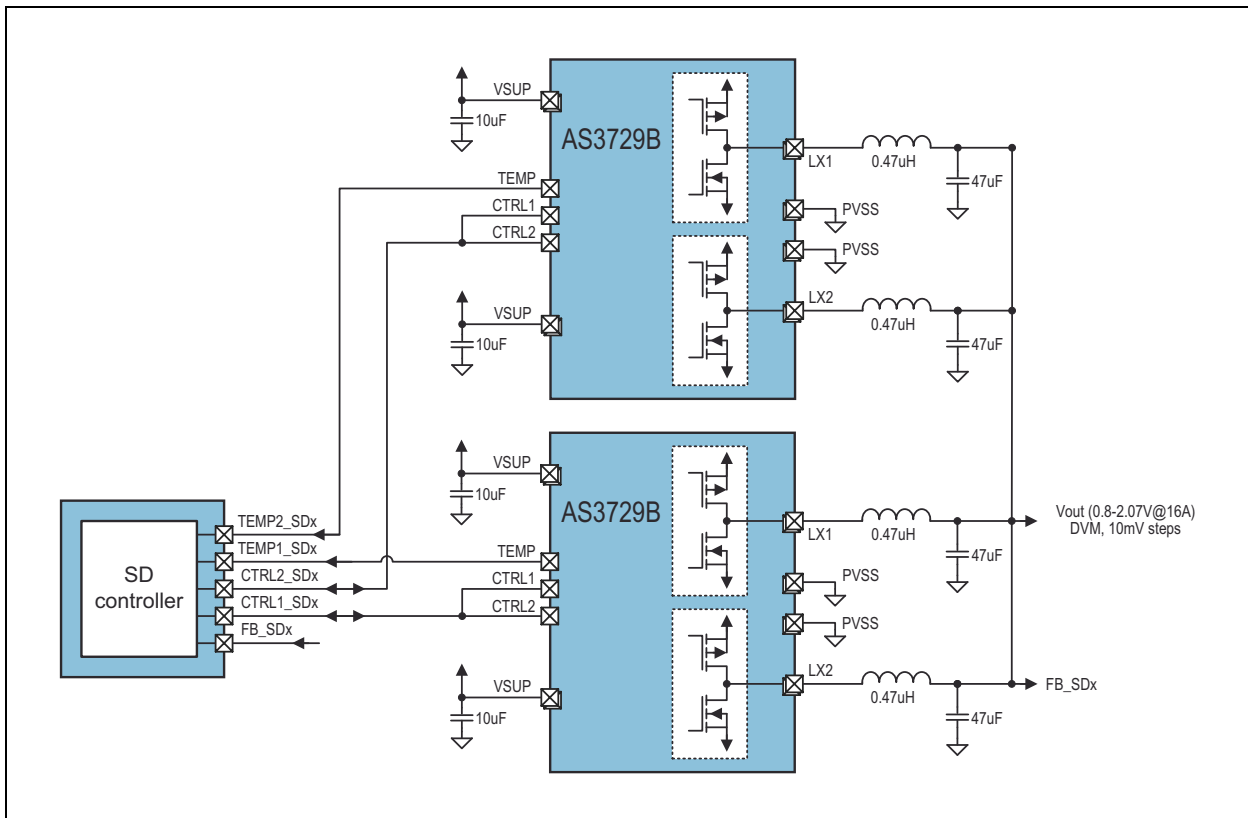 VSUP
10uF
AS3729B
TEMP
CTRL1
CTRL2
VSUP
10uF
LX1
0.47uH
47uF
PVSS
PVSS
LX2
0.47uH
47uF
VSUP
10uF
AS3729B
TEMP
CTRL1
CTRL2
VSUP
10uF
LX1
0.47uH
47uF
PVSS
PVSS
LX2
0.47uH
47uF
Vout (0.8-2.07V@16A)
DVM, 10mV steps
FB_SDx
SD
controller
TEMP2_SDx
TEMP1_SDx
CTRL2_SDx
CTRL1_SDx
FB_SDx